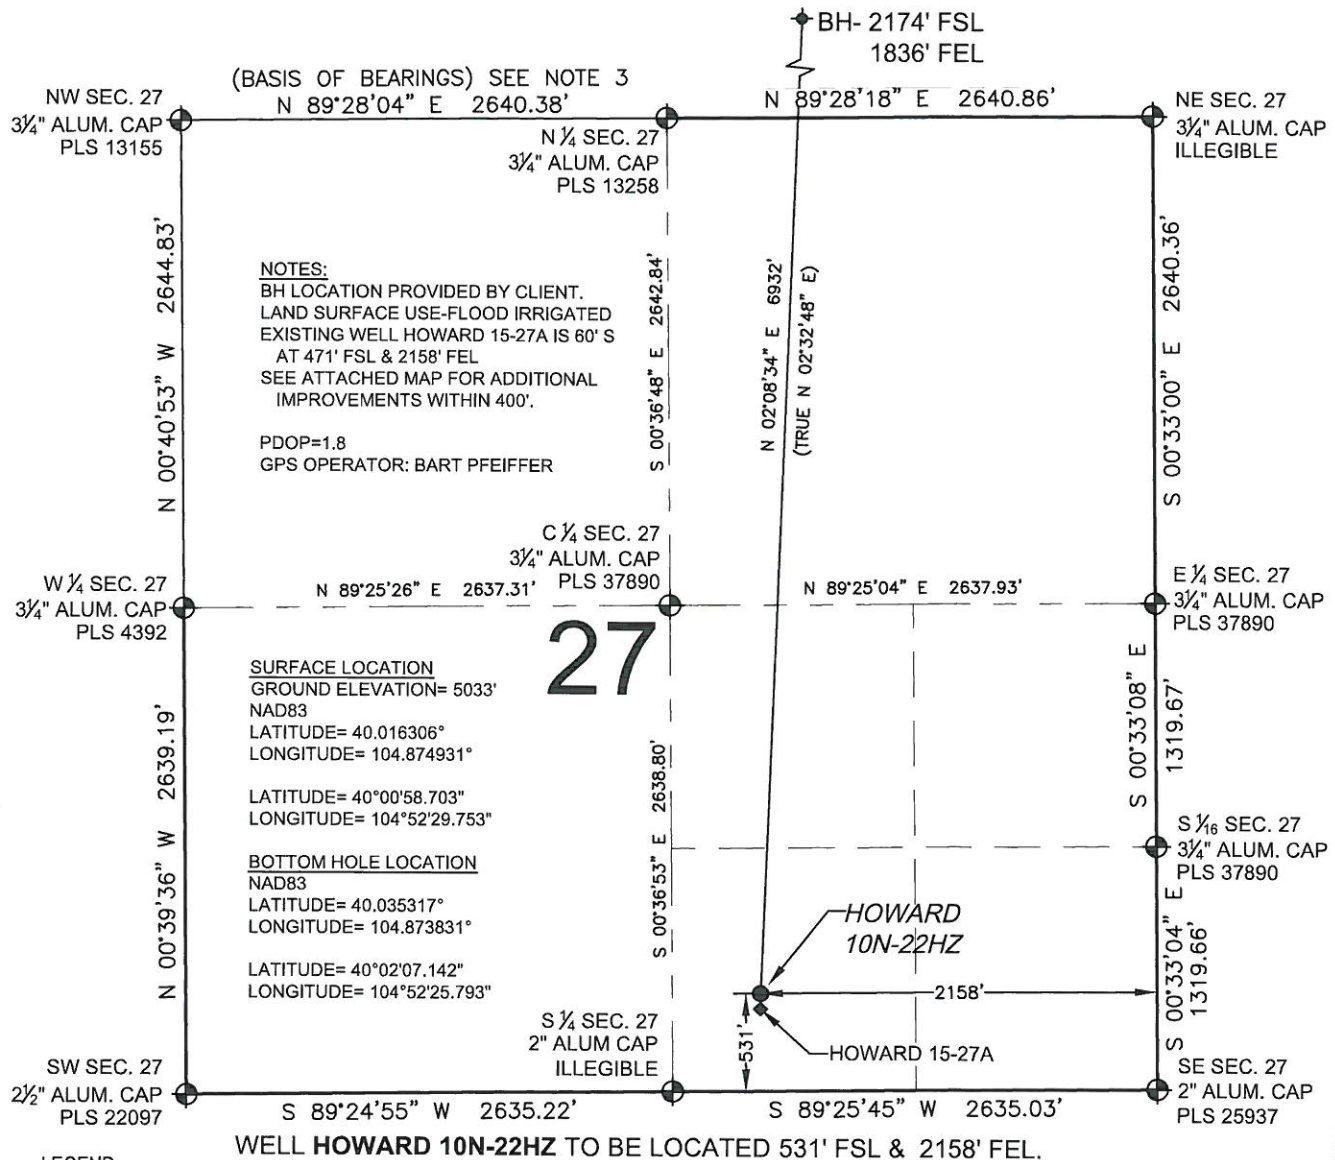 BH- 2174' FSL
1836' FEL
(BASIS OF BEARINGS) SEE NOTE 3
N 89°28'04" E 2640.38'
N 89°28'18" E 2640.86'
NW SEC. 27
3¼" ALUM. CAP
PLS 13155
N ¼ SEC. 27
3¼" ALUM. CAP
PLS 13258
NE SEC. 27
3¼" ALUM. CAP
ILLEGIBLE
N 00°40'53" W 2644.83'
NOTES:
BH LOCATION PROVIDED BY CLIENT.
LAND SURFACE USE-FLOOD IRRIGATED
EXISTING WELL HOWARD 15-27A IS 60' S
AT 471' FSL & 2158' FEL
SEE ATTACHED MAP FOR ADDITIONAL
IMPROVEMENTS WITHIN 400'.
PDOP=1.8
GPS OPERATOR: BART PFEIFFER
S 00°36'48" E 2642.84'
N 02°08'34" E 6932'
(TRUE N 02°32'48" E)
S 00°33'00" E 2640.36'
C ¼ SEC. 27
3¼" ALUM. CAP
PLS 37890
W ¼ SEC. 27
3¼" ALUM. CAP
PLS 4392
N 89°25'26" E 2637.31'
N 89°25'04" E 2637.93'
E ¼ SEC. 27
3¼" ALUM. CAP
PLS 37890
27
SURFACE LOCATION
GROUND ELEVATION= 5033'
NAD83
LATITUDE= 40.016306°
LONGITUDE= 104.874931°
LATITUDE= 40°00'58.703"
LONGITUDE= 104°52'29.753"
BOTTOM HOLE LOCATION
NAD83
LATITUDE= 40.035317°
LONGITUDE= 104.873831°
LATITUDE= 40°02'07.142"
LONGITUDE= 104°52'25.793"
N 00°39'36" W 2639.19'
S 00°36'53" E 2638.80'
S 00°33'08" E
1319.67'
S 1⁄16 SEC. 27
3¼" ALUM. CAP
PLS 37890
HOWARD
10N-22HZ
2158'
531'
HOWARD 15-27A
S 00°33'04" E
1319.66'
S ¼ SEC. 27
2" ALUM CAP
ILLEGIBLE
SW SEC. 27
2½" ALUM. CAP
PLS 22097
SE SEC. 27
2" ALUM. CAP
PLS 25937
S 89°24'55" W 2635.22'
S 89°25'45" W 2635.03'
WELL HOWARD 10N-22HZ TO BE LOCATED 531' FSL & 2158' FEL.
LEGEND